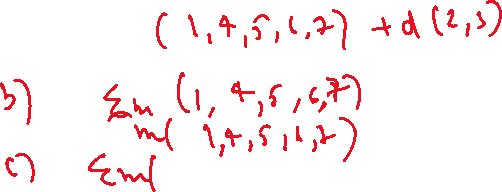 (1,4,5,6,7) + d(2,3)
b) Σm (1, 4, 5, 6,7)
m( 1,4,5,6,7)
c) Σm(